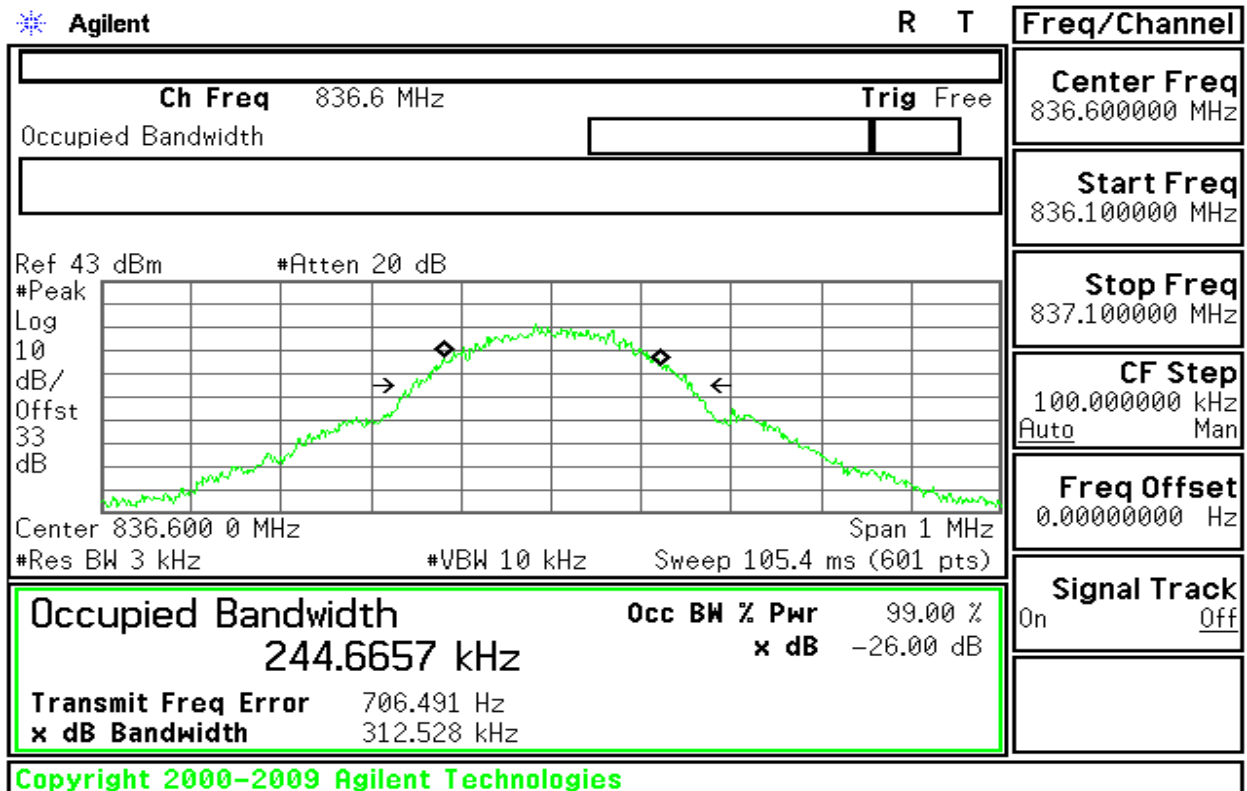 Agilent R T
Ch Freq 836.6 MHz Trig Free
Occupied Bandwidth
Ref 43 dBm #Atten 20 dB
#Peak
Log
10
dB/
Offst
33
dB
Center 836.600 0 MHz Span 1 MHz
#Res BW 3 kHz #VBW 10 kHz Sweep 105.4 ms (601 pts)
Occupied Bandwidth Occ BW % Pwr 99.00 %
244.6657 kHz x dB -26.00 dB
Transmit Freq Error 706.491 Hz
x dB Bandwidth 312.528 kHz
Copyright 2000-2009 Agilent Technologies
Freq/Channel
Center Freq
836.600000 MHz
Start Freq
836.100000 MHz
Stop Freq
837.100000 MHz
CF Step
100.000000 kHz
Auto Man
Freq Offset
0.00000000 Hz
Signal Track
On Off